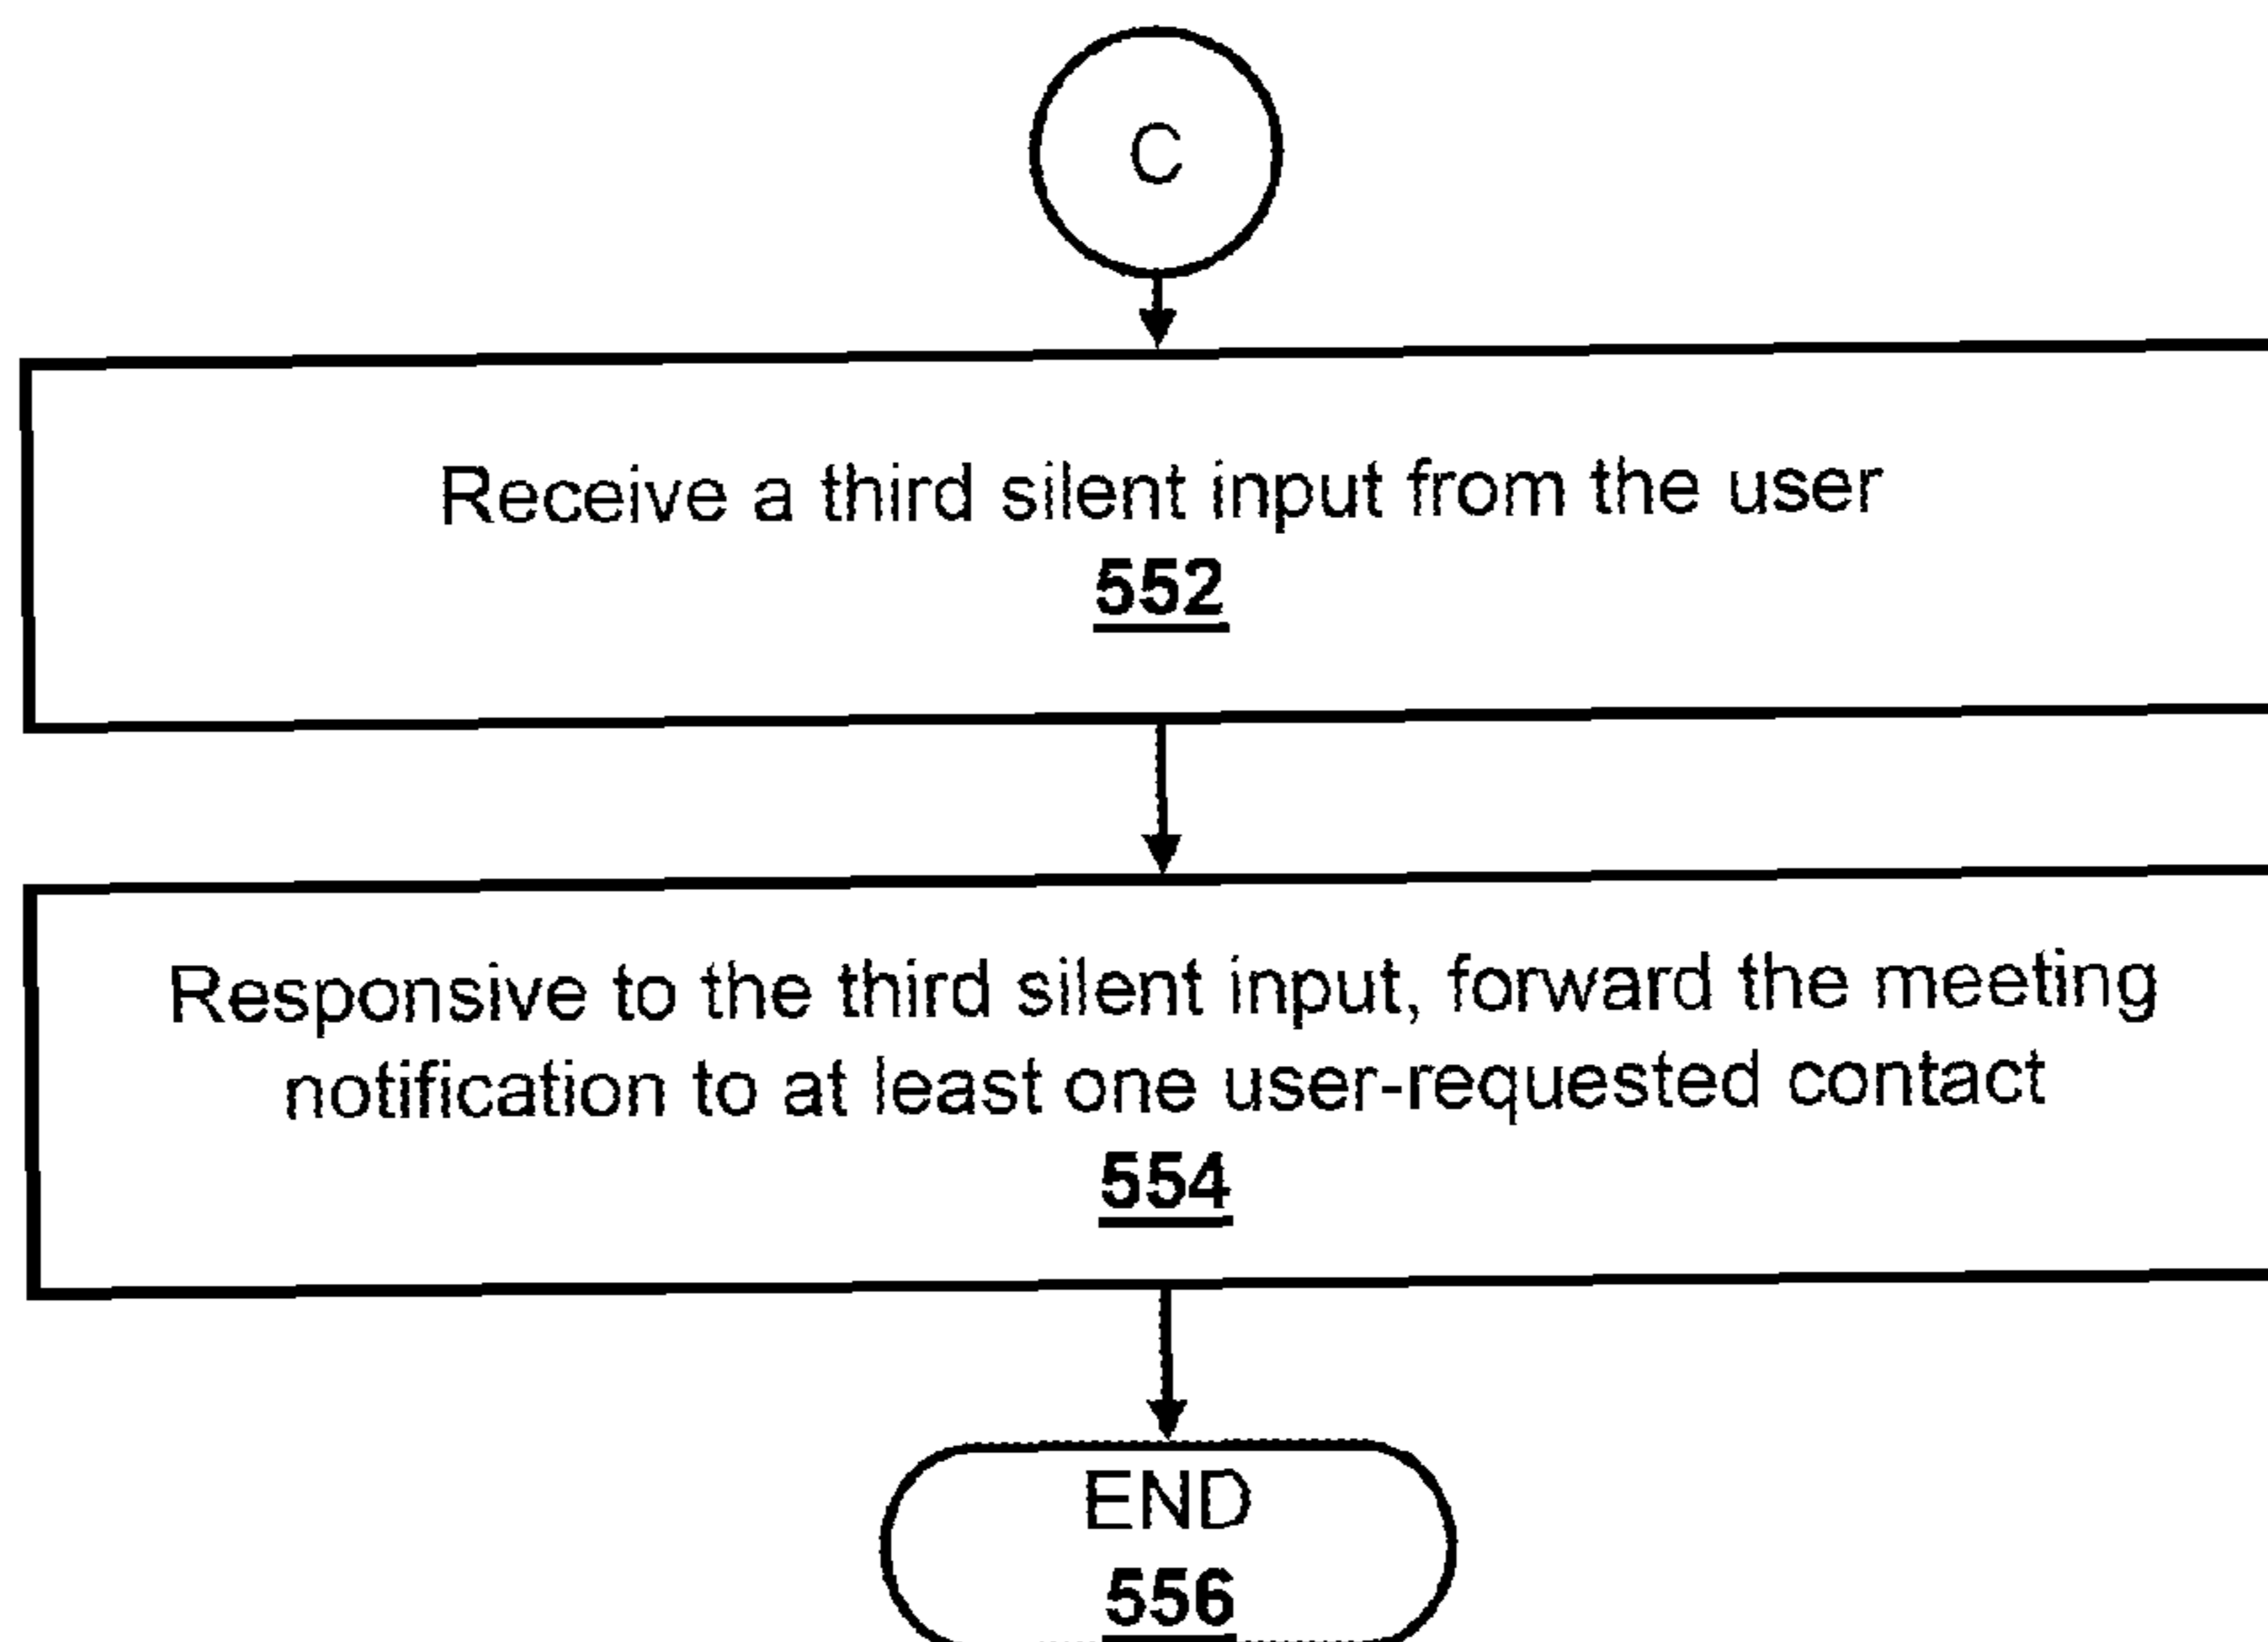 C
Receive a third silent input from the user
552
Responsive to the third silent input, forward the meeting
notification to at least one user-requested contact
554
END
556